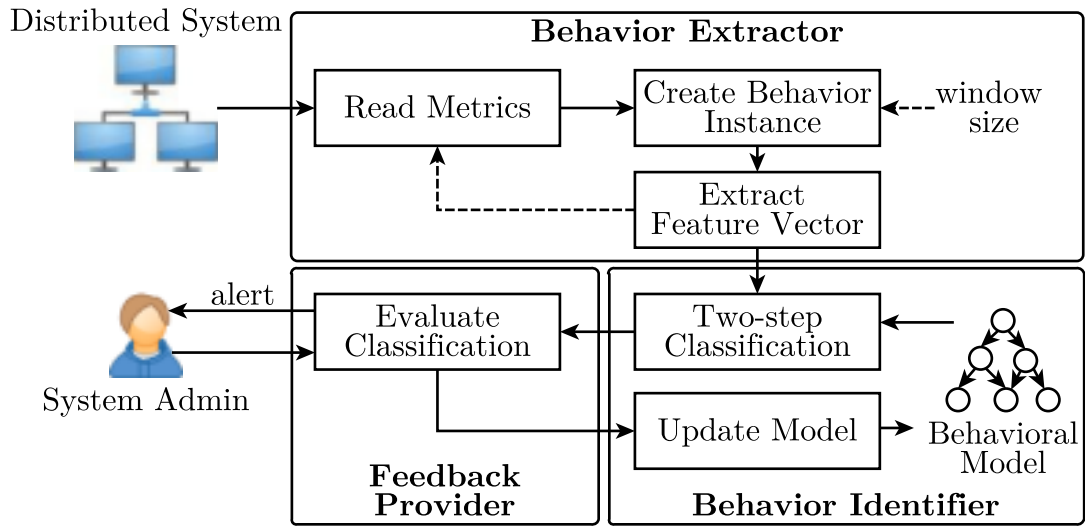 Distributed System
Behavior Extractor
Read Metrics
Create Behavior
Instance
window
size
Extract
Feature Vector
alert
System Admin
Evaluate
Classification
Two-step
Classification
Update Model
Behavioral
Model
Feedback
Provider
Behavior Identifier